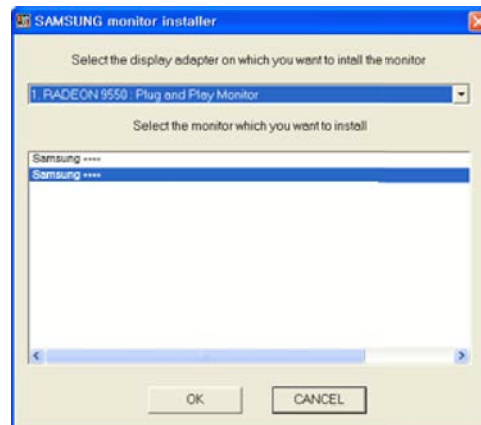 SAMSUNG monitor installer
Select the display adapter on which you want to intall the monitor
1. RADEON 9550 : Plug and Play Monitor
Select the monitor which you want to install
Samsung ****
Samsung ****
OK
CANCEL